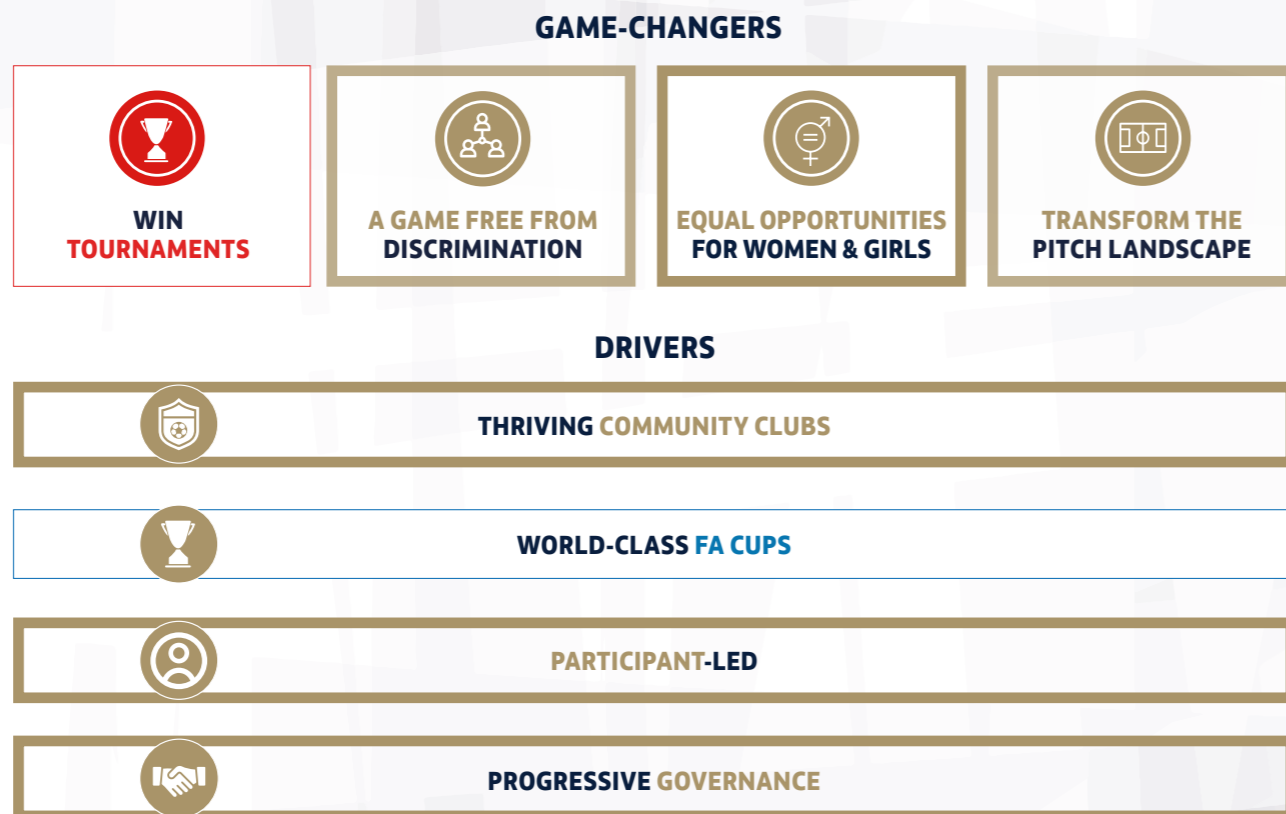 GAME-CHANGERS
WIN
TOURNAMENTS
A GAME FREE FROM
DISCRIMINATION
EQUAL OPPORTUNITIES
FOR WOMEN & GIRLS
TRANSFORM THE
PITCH LANDSCAPE
DRIVERS
THRIVING COMMUNITY CLUBS
WORLD-CLASS FA CUPS
PARTICIPANT-LED
PROGRESSIVE GOVERNANCE